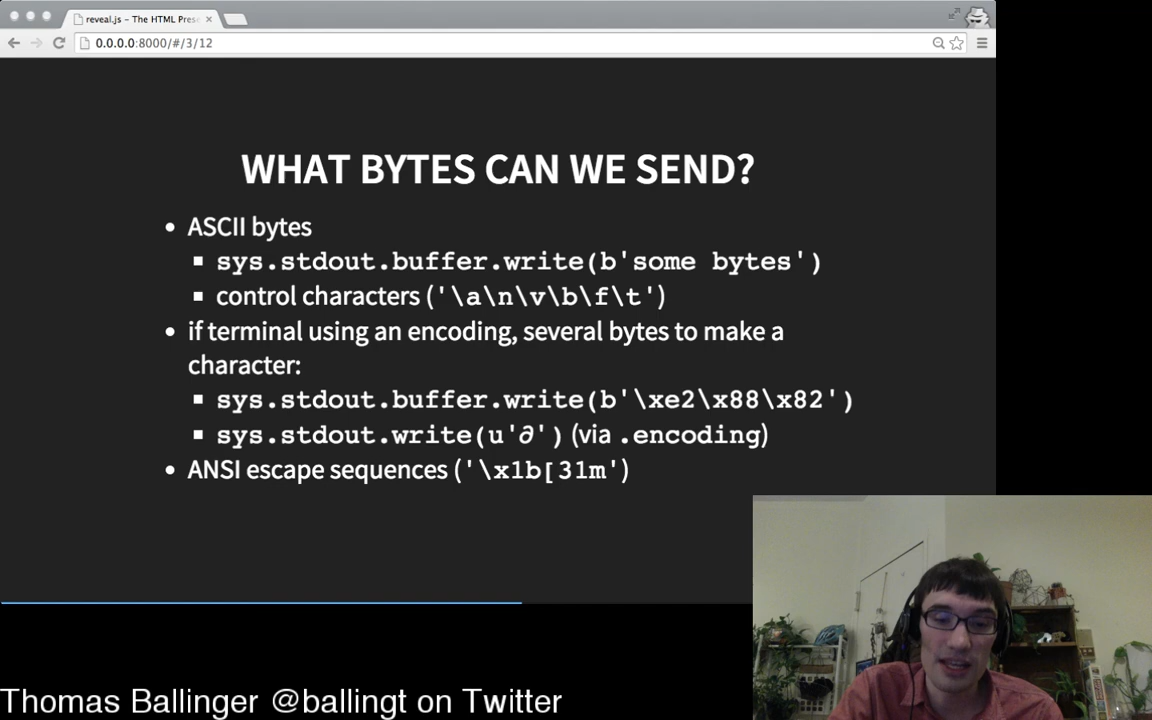 reveal.js – The HTML Pres
0.0.0.0:8000/#/3/12
WHAT BYTES CAN WE SEND?
ASCII bytes
sys.stdout.buffer.write(b'some bytes')
control characters ('\a\n\v\b\f\t')
if terminal using an encoding, several bytes to make a
character:
sys.stdout.buffer.write(b'\xe2\x88\x82')
sys.stdout.write(u'∂') (via .encoding)
ANSI escape sequences ('\x1b[31m')
Thomas Ballinger @ballingt on Twitter